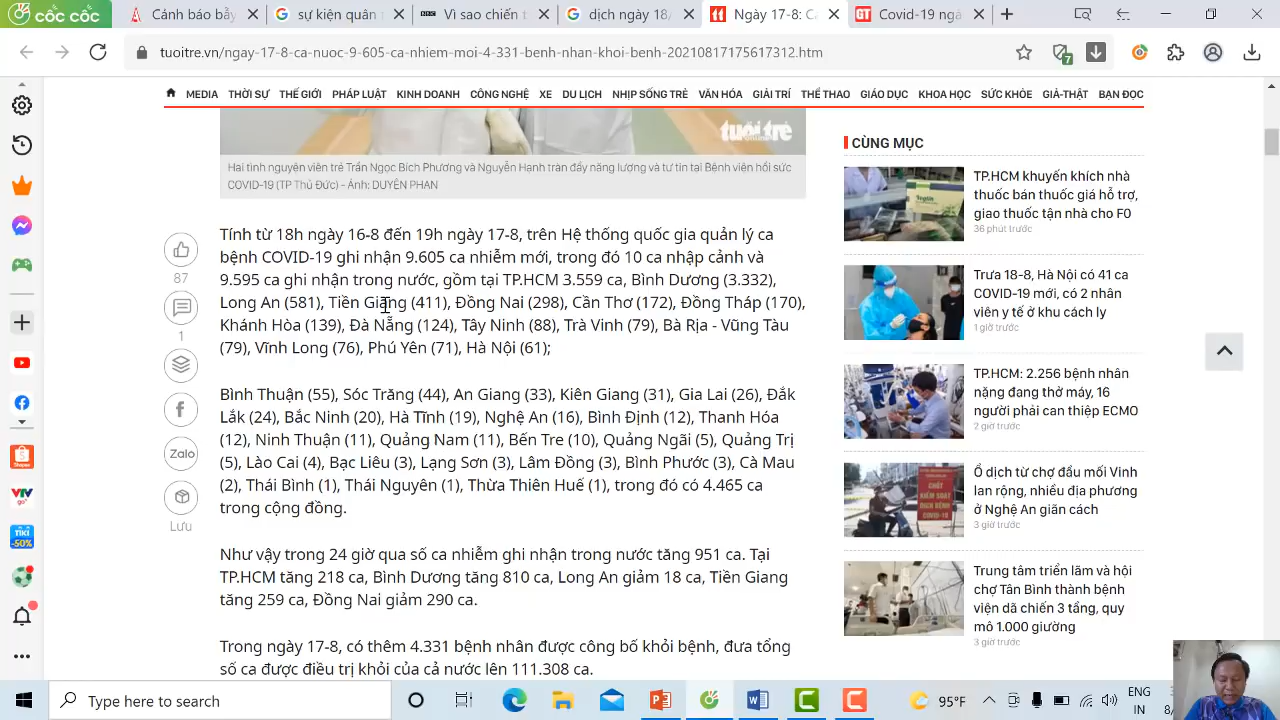 cốc cốc
Cảnh báo bẫy
sự kiện quân
BBC
dịch ngày 18/
Ngày 17-8: Cả
COVID-19 ngà
tuoitre.vn/ngay-17-8-ca-nuoc-9-605-ca-nhiem-moi-4-331-benh-nhan-khoi-benh-20210817175617312.htm
7
MEDIA THỜI SỰ THẾ GIỚI PHÁP LUẬT KINH DOANH CÔNG NGHỆ XE DU LỊCH NHỊP SỐNG TRẺ VĂN HÓA GIẢI TRÍ THỂ THAO GIÁO DỤC KHOA HỌC SỨC KHỎE GIẢ-THẬT BẠN ĐỌC
tuổi trẻ
Hai tình nguyện viên trẻ Trần Ngọc Bích Phương và Nguyễn Hạnh tràn đầy năng lượng và tự tin tại Bệnh viện hồi sức
COVID-19 (TP Thủ Đức) - Ảnh: DUYÊN PHAN
Tính từ 18h ngày 16-8 đến 19h ngày 17-8, trên Hệ thống quốc gia quản lý ca
bệnh COVID-19 ghi nhận 9.605 ca nhiễm mới, trong đó 10 ca nhập cảnh và
9.595 ca ghi nhận trong nước, gồm tại TP.HCM 3.559 ca, Bình Dương (3.332),
Long An (581), Tiền Giang (411), Đồng Nai (298), Cần Thơ (172), Đồng Tháp (170),
Khánh Hòa (139), Đà Nẵng (124), Tây Ninh (88), Trà Vinh (79), Bà Rịa - Vũng Tàu
(79), Vĩnh Long (76), Phú Yên (71), Hà Nội (61);
Thuận (55), Sóc Trăng (44), An Giang (33), Kiên Giang (31), Gia Lai (26), Đắk
Lắk (24), Bắc Ninh (20), Hà Tĩnh (19), Nghệ An (16), Bình Định (12), Thanh Hóa
(12), Ninh Thuận (11), Quảng Nam (11), Bến Tre (10), Quảng Ngãi (5), Quảng Trị
(5), Lào Cai (4), Bạc Liêu (3), Lạng Sơn (3), Lâm Đồng (3), Bình Phước (3), Cà Mau
Thái Bình (1), Thái Nguyên (1), Thừa Thiên Huế (1), trong đó có 4.465 ca
cộng đồng.
Như vậy trong 24 giờ qua số ca nhiễm ghi nhận trong nước tăng 951 ca. Tại
TP.HCM tăng 218 ca, Bình Dương tăng 810 ca, Long An giảm 18 ca, Tiền Giang
tăng 259 ca, Đồng Nai giảm 290 ca.
Trong ngày 17-8, có thêm 4.331 bệnh nhân được công bố khỏi bệnh, đưa tổng
số ca được điều trị khỏi của cả nước lên 111.308 ca.
82
1
Zalo
Lưu
CÙNG MỤC
TP.HCM khuyến khích nhà
thuốc bán thuốc giá hỗ trợ,
giao thuốc tận nhà cho F0
36 phút trước
Trưa 18-8, Hà Nội có 41 ca
COVID-19 mới, có 2 nhân
viên y tế ở khu cách ly
1 giờ trước
TP.HCM: 2.256 bệnh nhân
nặng đang thở máy, 16
người phải can thiệp ECMO
2 giờ trước
Ổ dịch từ chợ đầu mối Vinh
lan rộng, nhiều địa phương
ở Nghệ An giãn cách
3 giờ trước
CHỐT
KIỂM SOÁT
DỊCH BỆNH
COVID-19
Trung tâm triển lãm và hội
chợ Tân Bình thành bệnh
viện dã chiến 3 tầng, quy
mô 1.000 giường
3 giờ trước
Shopee
VTV
go
TIKI
-50%
Type here to search
95°F
ENG
IN